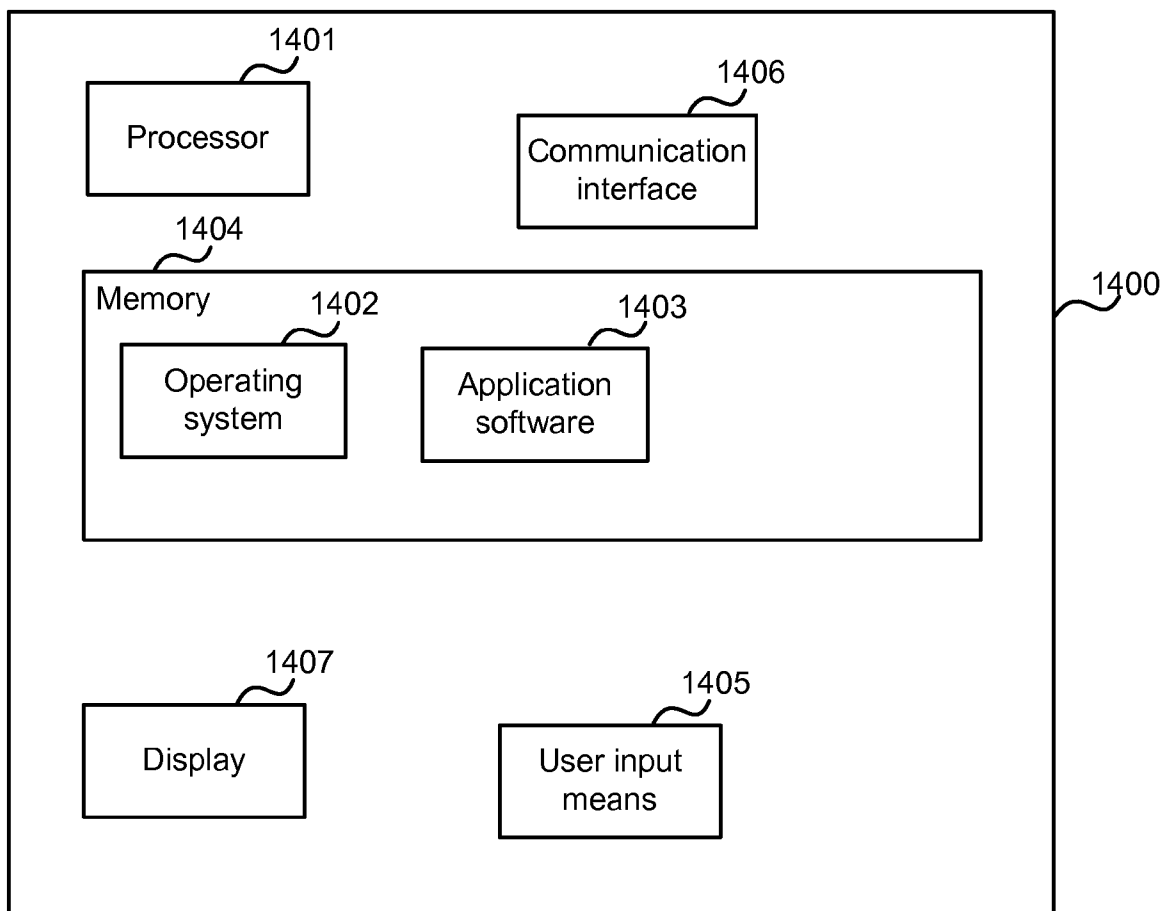 1401
Processor
1406
Communication
interface
1404
Memory
1400
1402
Operating
system
1403
Application
software
1407
Display
1405
User input
means